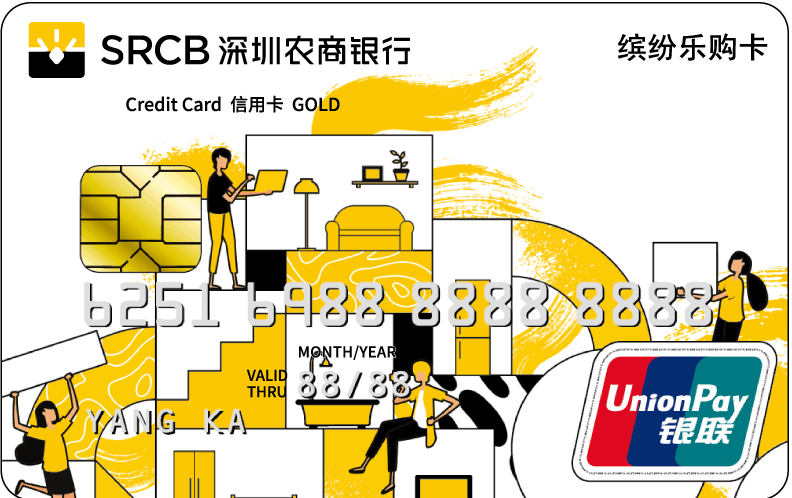 SRCB 深圳农商银行
缤纷乐购卡
Credit Card 信用卡 GOLD
6251 6988 8888 8888
MONTH/YEAR
VALID THRU 88/88
YANG KA
UnionPay
银联